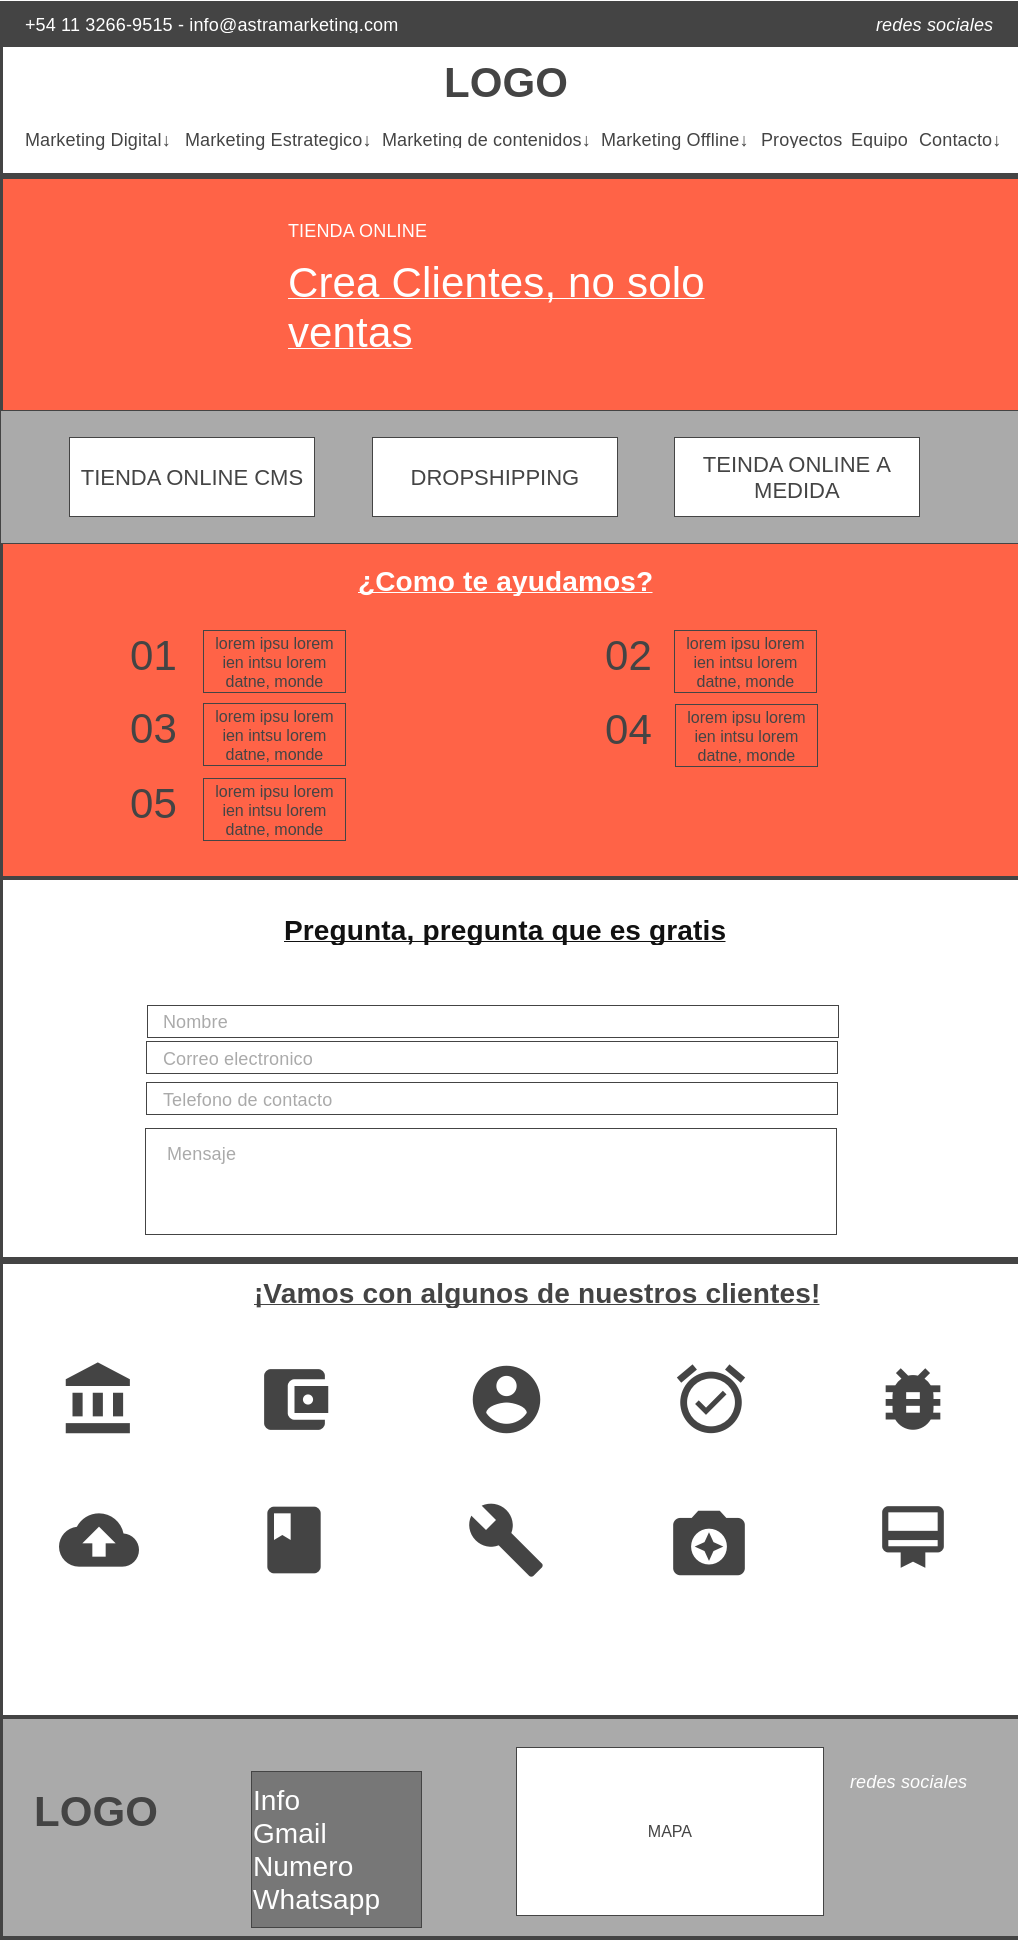 +54 11 3266-9515 - info@astramarketing.com
redes sociales
LOGO
Marketing Digital↓ Marketing Estrategico↓ Marketing de contenidos↓ Marketing Offline↓ Proyectos Equipo Contacto↓
TIENDA ONLINE
Crea Clientes, no solo
ventas
TIENDA ONLINE CMS
DROPSHIPPING
TEINDA ONLINE A
MEDIDA
¿Como te ayudamos?
01
lorem ipsu lorem
ien intsu lorem
datne, monde
02
lorem ipsu lorem
ien intsu lorem
datne, monde
03
lorem ipsu lorem
ien intsu lorem
datne, monde
04
lorem ipsu lorem
ien intsu lorem
datne, monde
05
lorem ipsu lorem
ien intsu lorem
datne, monde
Pregunta, pregunta que es gratis
Nombre
Correo electronico
Telefono de contacto
Mensaje
¡Vamos con algunos de nuestros clientes!
LOGO
Info
Gmail
Numero
Whatsapp
MAPA
redes sociales